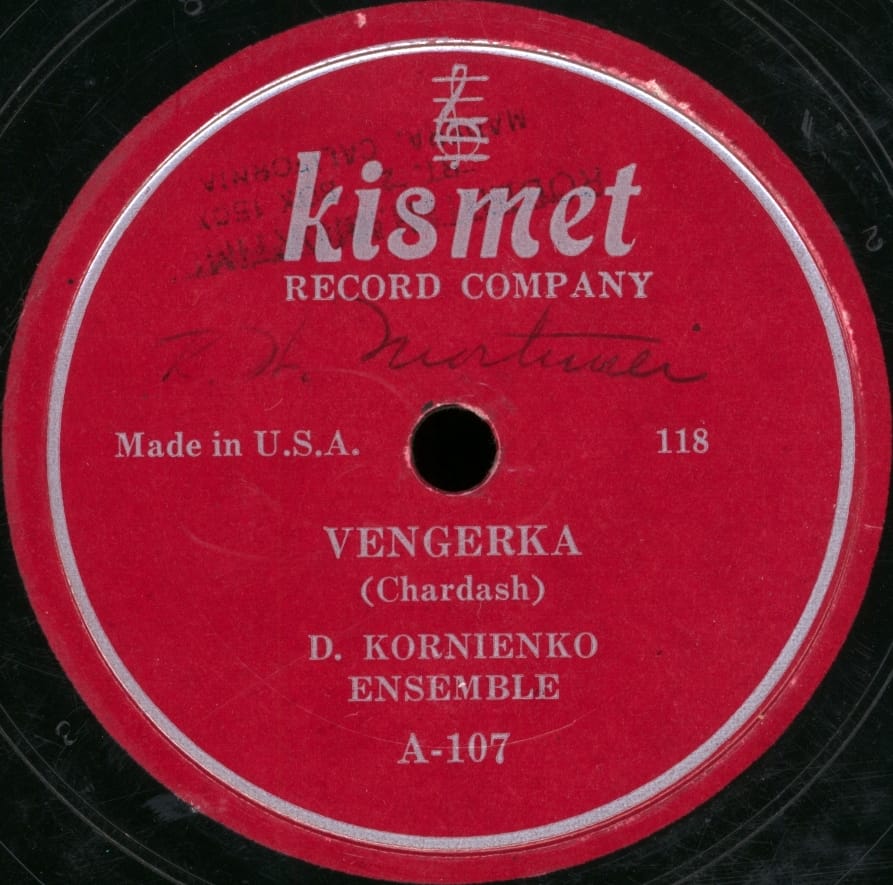 kismet
RECORD COMPANY
Made in U.S.A.
118
VENGERKA
(Chardash)
D. KORNIENKO
ENSEMBLE
A-107